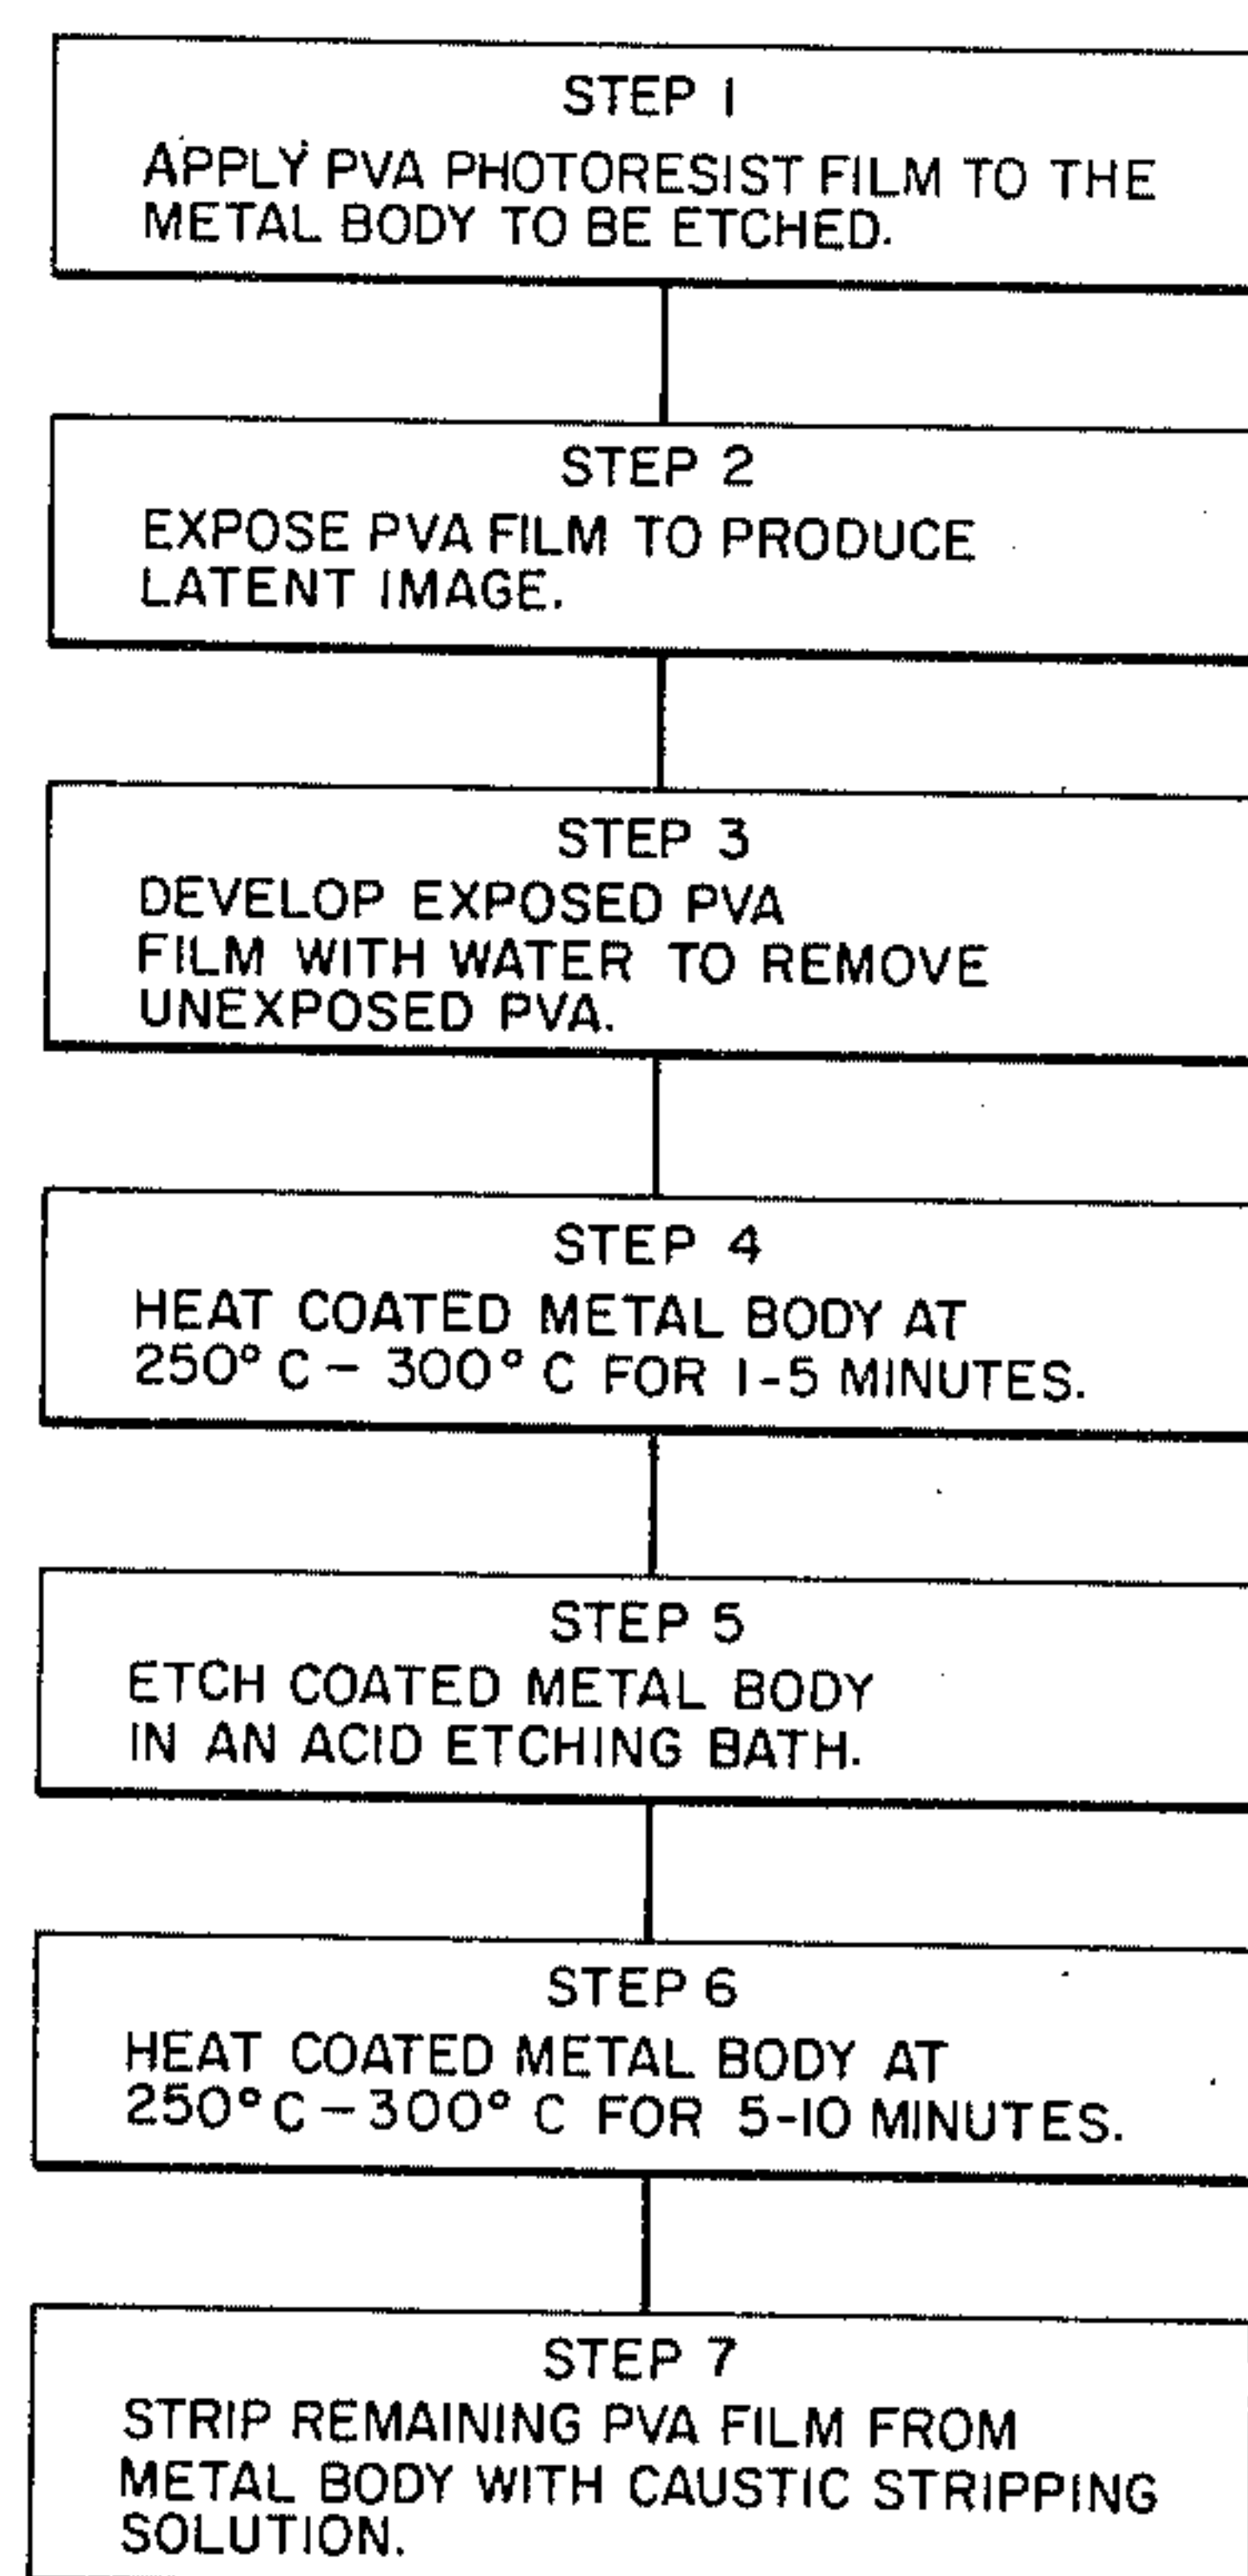 STEP 1
APPLY PVA PHOTORESIST FILM TO THE
METAL BODY TO BE ETCHED.
STEP 2
EXPOSE PVA FILM TO PRODUCE
LATENT IMAGE.
STEP 3
DEVELOP EXPOSED PVA
FILM WITH WATER TO REMOVE
UNEXPOSED PVA.
STEP 4
HEAT COATED METAL BODY AT
250° C - 300° C FOR 1-5 MINUTES.
STEP 5
ETCH COATED METAL BODY
IN AN ACID ETCHING BATH.
STEP 6
HEAT COATED METAL BODY AT
250° C - 300° C FOR 5-10 MINUTES.
STEP 7
STRIP REMAINING PVA FILM FROM
METAL BODY WITH CAUSTIC STRIPPING
SOLUTION.